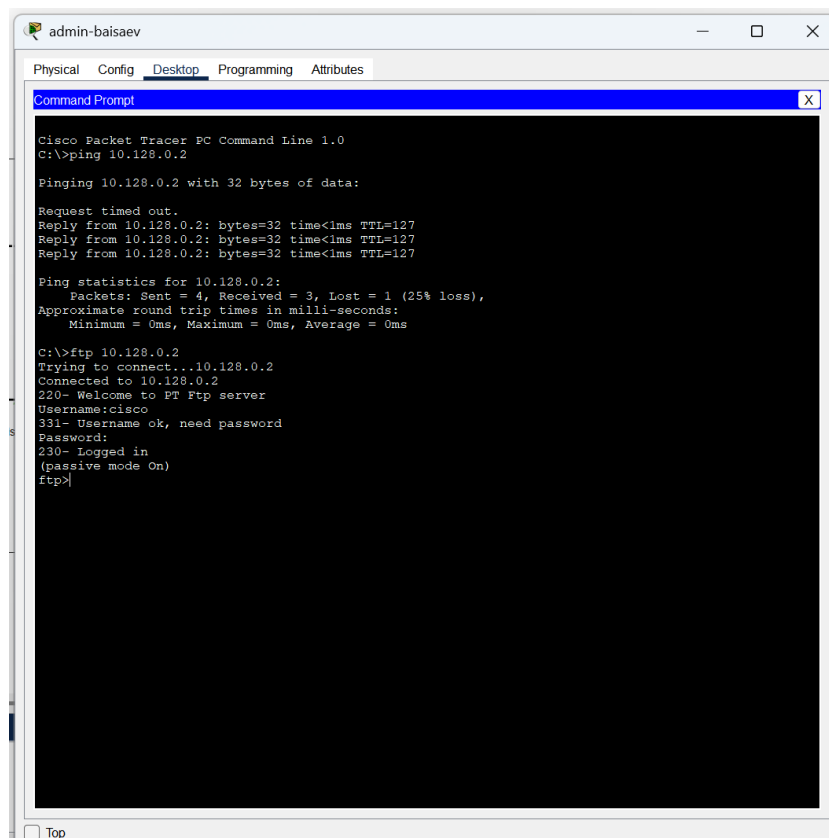 admin-baisaev
Physical Config Desktop Programming Attributes
Command Prompt
X
Cisco Packet Tracer PC Command Line 1.0
C:\>ping 10.128.0.2
Pinging 10.128.0.2 with 32 bytes of data:
Request timed out.
Reply from 10.128.0.2: bytes=32 time<1ms TTL=127
Reply from 10.128.0.2: bytes=32 time<1ms TTL=127
Reply from 10.128.0.2: bytes=32 time<1ms TTL=127
Ping statistics for 10.128.0.2:
    Packets: Sent = 4, Received = 3, Lost = 1 (25% loss),
Approximate round trip times in milli-seconds:
    Minimum = 0ms, Maximum = 0ms, Average = 0ms
C:\>ftp 10.128.0.2
Trying to connect...10.128.0.2
Connected to 10.128.0.2
220- Welcome to PT Ftp server
Username:cisco
331- Username ok, need password
Password:
230- Logged in
(passive mode On)
ftp>
Top